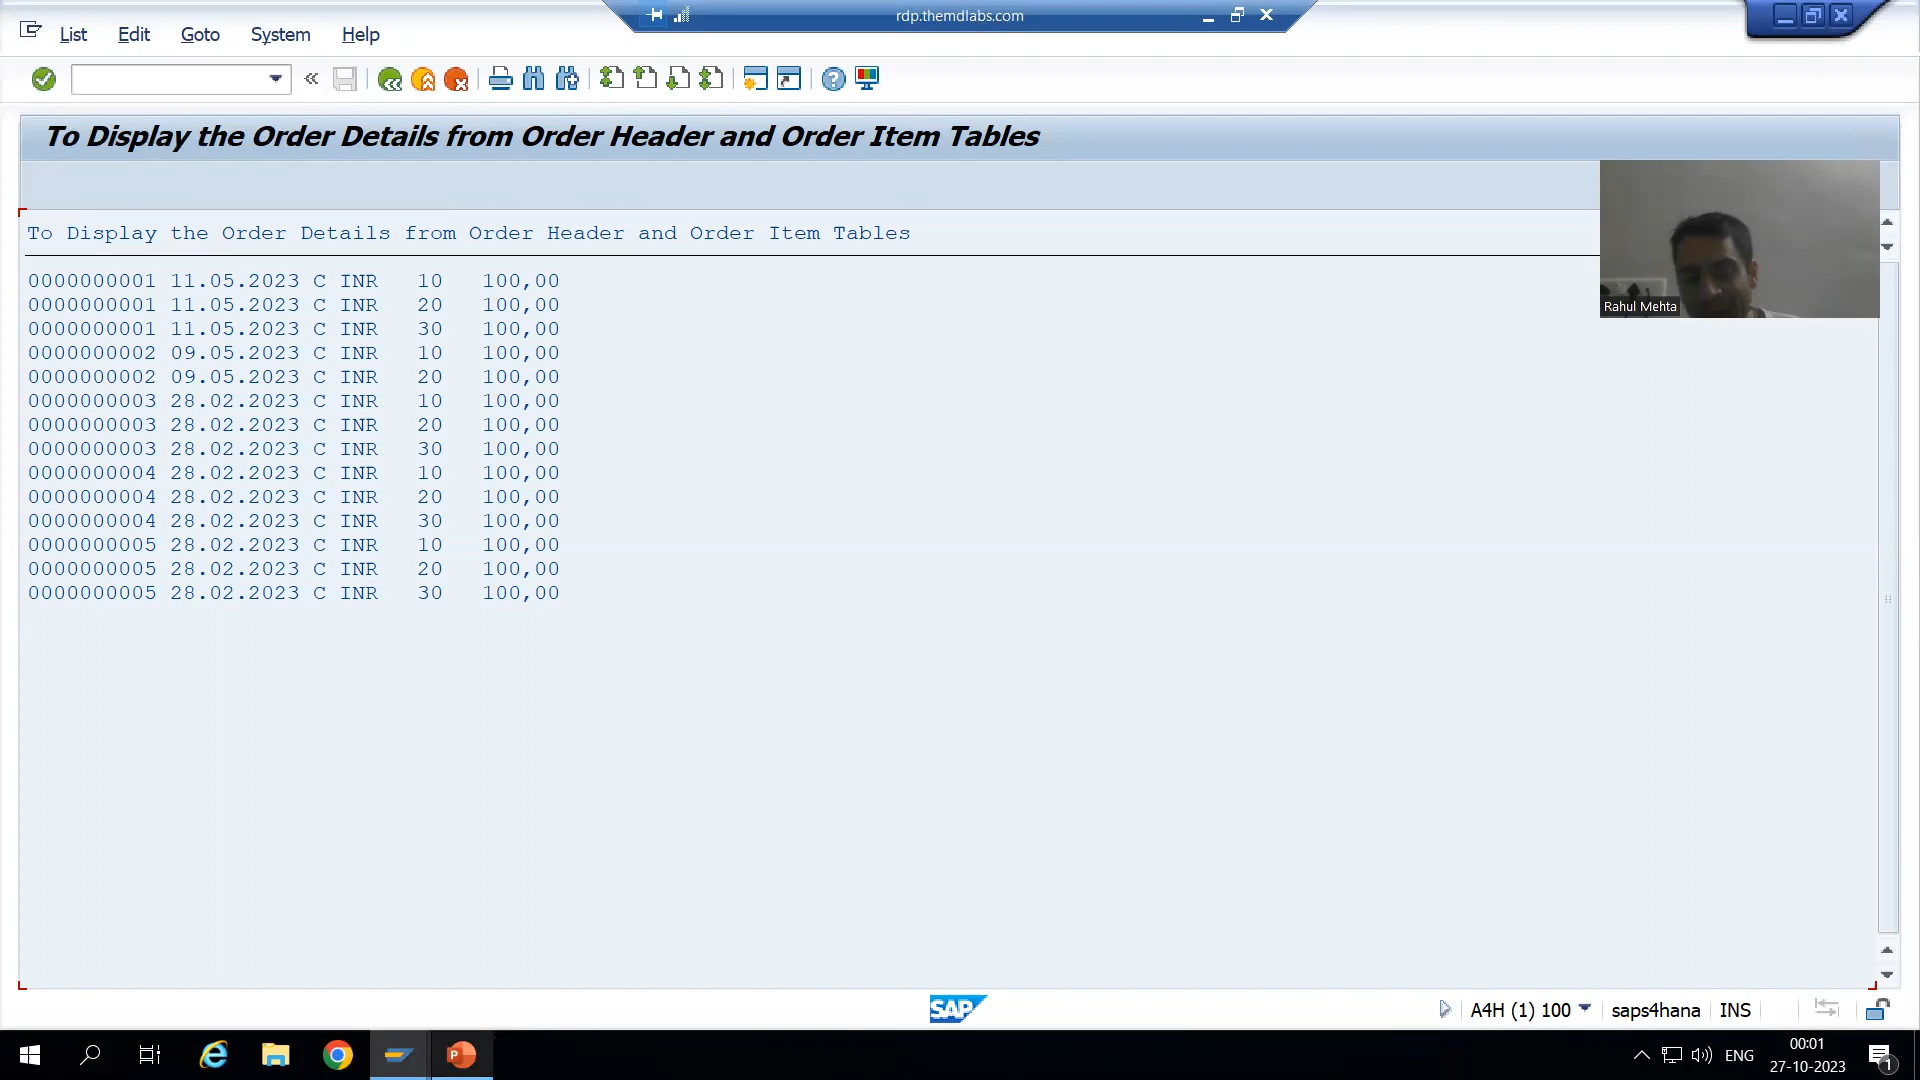 rdp.themdlabs.com
List Edit Goto System Help
To Display the Order Details from Order Header and Order Item Tables
To Display the Order Details from Order Header and Order Item Tables
0000000001 11.05.2023 C INR 10 100,00
0000000001 11.05.2023 C INR 20 100,00
0000000001 11.05.2023 C INR 30 100,00
0000000002 09.05.2023 C INR 10 100,00
0000000002 09.05.2023 C INR 20 100,00
0000000003 28.02.2023 C INR 10 100,00
0000000003 28.02.2023 C INR 20 100,00
0000000003 28.02.2023 C INR 30 100,00
0000000004 28.02.2023 C INR 10 100,00
0000000004 28.02.2023 C INR 20 100,00
0000000004 28.02.2023 C INR 30 100,00
0000000005 28.02.2023 C INR 10 100,00
0000000005 28.02.2023 C INR 20 100,00
0000000005 28.02.2023 C INR 30 100,00
Rahul Mehta
SAP
A4H (1) 100 saps4hana INS
ENG
00:01
27-10-2023
1